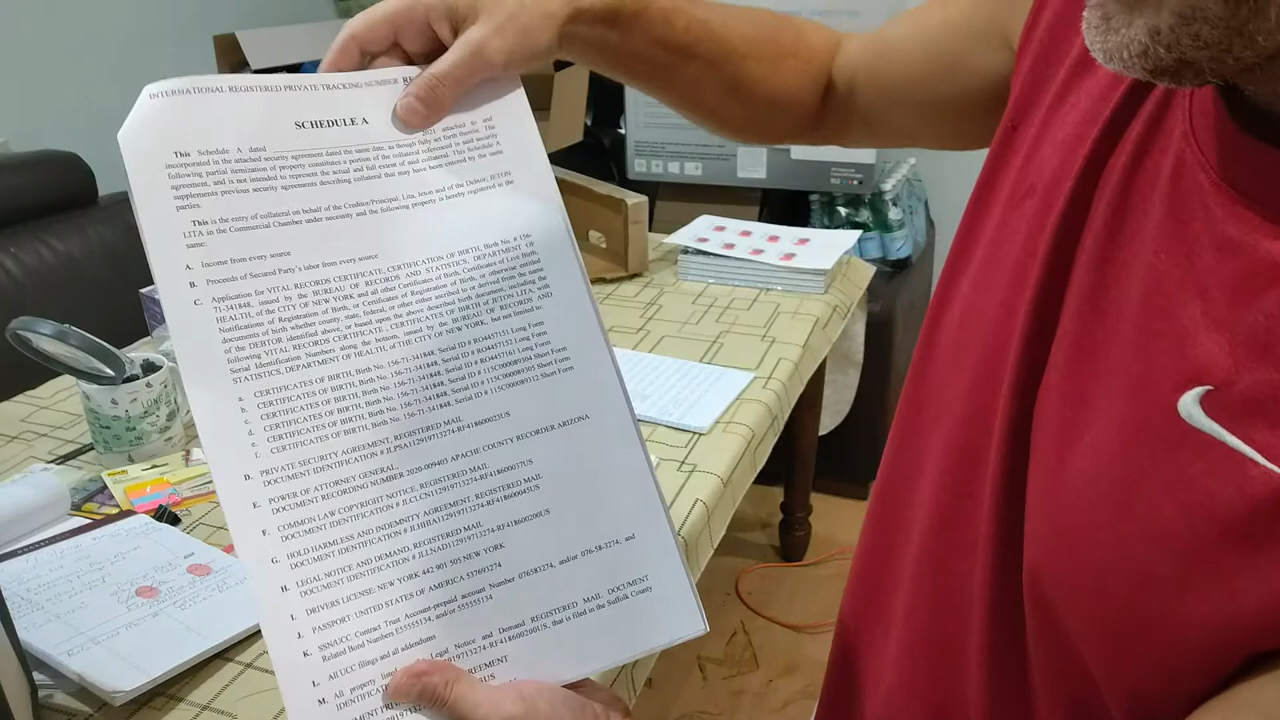 INTERNATIONAL REGISTERED PRIVATE TRACKING NUMBER RE
SCHEDULE A
This Schedule A dated ____________________ 2021 attached to and
incorporated in the attached security agreement dated the same date, as though fully set forth therein. The
following partial itemization of property constitutes a portion of the collateral referenced in said security
agreement, and is not intended to represent the actual and full extent of said collateral. This Schedule A
supplements previous security agreements describing collateral that may have been entered by the same
parties.
This is the entry of collateral on behalf of the Creditor/Principal; Lita, Jeton and of the Debtor; JETON
LITA in the Commercial Chamber under necessity and the following property is hereby registered in the
same:
A. Income from every source
B. Proceeds of Secured Party's labor from every source
C. Application for VITAL RECORDS CERTIFICATE, CERTIFICATION OF BIRTH, Birth No. # 156-
71-341848, issued by the BUREAU OF RECORDS AND STATISTICS, DEPARTMENT OF
HEALTH, of the CITY OF NEW YORK and all other Certificates of Birth, Certificates of Live Birth,
Notifications of Registration of Birth, or Certificates of Registration of Birth, or otherwise entitled
documents of birth whether county, state, federal, or other either ascribed to or derived from the name
of the DEBTOR identified above, or based upon the above described birth document, including the
following VITAL RECORDS CERTIFICATE , CERTIFICATES OF BIRTH of JETON LITA, with
Serial Identification Numbers along the bottom, issued by the BUREAU OF RECORDS AND
STATISTICS, DEPARTMENT OF HEALTH, of the CITY OF NEW YORK, but not limited to:
a. CERTIFICATES OF BIRTH, Birth No. 156-71-341848, Serial ID # RO4457151 Long Form
b. CERTIFICATES OF BIRTH, Birth No. 156-71-341848, Serial ID # RO4457152 Long Form
c. CERTIFICATES OF BIRTH, Birth No. 156-71-341848, Serial ID # RO4457161 Long Form
d. CERTIFICATES OF BIRTH, Birth No. 156-71-341848, Serial ID # 115C000089304 Short Form
e. CERTIFICATES OF BIRTH, Birth No. 156-71-341848, Serial ID # 115C000089305 Short Form
f. CERTIFICATES OF BIRTH, Birth No. 156-71-341848, Serial ID # 115C000089312 Short Form
D. PRIVATE SECURITY AGREEMENT, REGISTERED MAIL
DOCUMENT IDENTIFICATION # JLPSA112919713274-RF418600023US
E. POWER OF ATTORNEY GENERAL,
DOCUMENT RECORDING NUMBER 2020-009403 APACHE COUNTY RECORDER ARIZONA
F. COMMON LAW COPYRIGHT NOTICE, REGISTERED MAIL
DOCUMENT IDENTIFICATION # JLCLCN112919713274-RF418600037US
G. HOLD HARMLESS AND INDEMNITY AGREEMENT, REGISTERED MAIL
DOCUMENT IDENTIFICATION # JLHHIA112919713274-RF418600045US
H. LEGAL NOTICE AND DEMAND, REGISTERED MAIL
DOCUMENT IDENTIFICATION # JLLNAD112919713274-RF418600200US
I. DRIVERS LICENSE: NEW YORK 442 901 505 NEW YORK
J. PASSPORT: UNITED STATES OF AMERICA 537693274
K. SSN/UCC Contract Trust Account-prepaid account Number 076583274, and/or 076-58-3274, and
Related Bond Numbers E5555134, and/or 555555134
L. All UCC filings and all addendums
M. All property liste Legal Notice and Demand REGISTERED MAIL DOCUMENT
IDENTIFICATI 112919713274-RF418600200US, that is filed in the Suffolk County
REEMENT
LONG